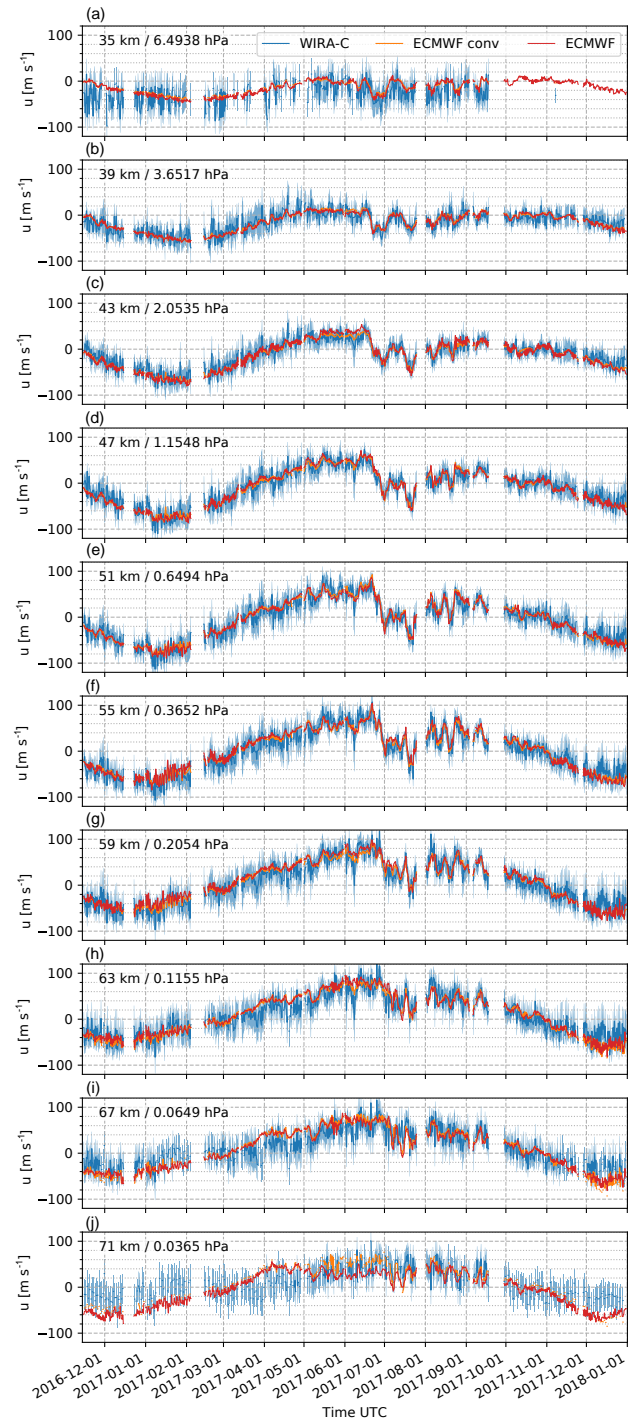 (a)
35 km / 6.4938 hPa
WIRA-C
ECMWF conv
ECMWF
100
0
−100
u [m s⁻¹]
(b)
39 km / 3.6517 hPa
100
0
−100
u [m s⁻¹]
(c)
43 km / 2.0535 hPa
100
0
−100
u [m s⁻¹]
(d)
47 km / 1.1548 hPa
100
0
−100
u [m s⁻¹]
(e)
51 km / 0.6494 hPa
100
0
−100
u [m s⁻¹]
(f)
55 km / 0.3652 hPa
100
0
−100
u [m s⁻¹]
(g)
59 km / 0.2054 hPa
100
0
−100
u [m s⁻¹]
(h)
63 km / 0.1155 hPa
100
0
−100
u [m s⁻¹]
(i)
67 km / 0.0649 hPa
100
0
−100
u [m s⁻¹]
(j)
71 km / 0.0365 hPa
100
0
−100
u [m s⁻¹]
2016-12-01
2017-01-01
2017-02-01
2017-03-01
2017-04-01
2017-05-01
2017-06-01
2017-07-01
2017-08-01
2017-09-01
2017-10-01
2017-11-01
2017-12-01
2018-01-01
Time UTC